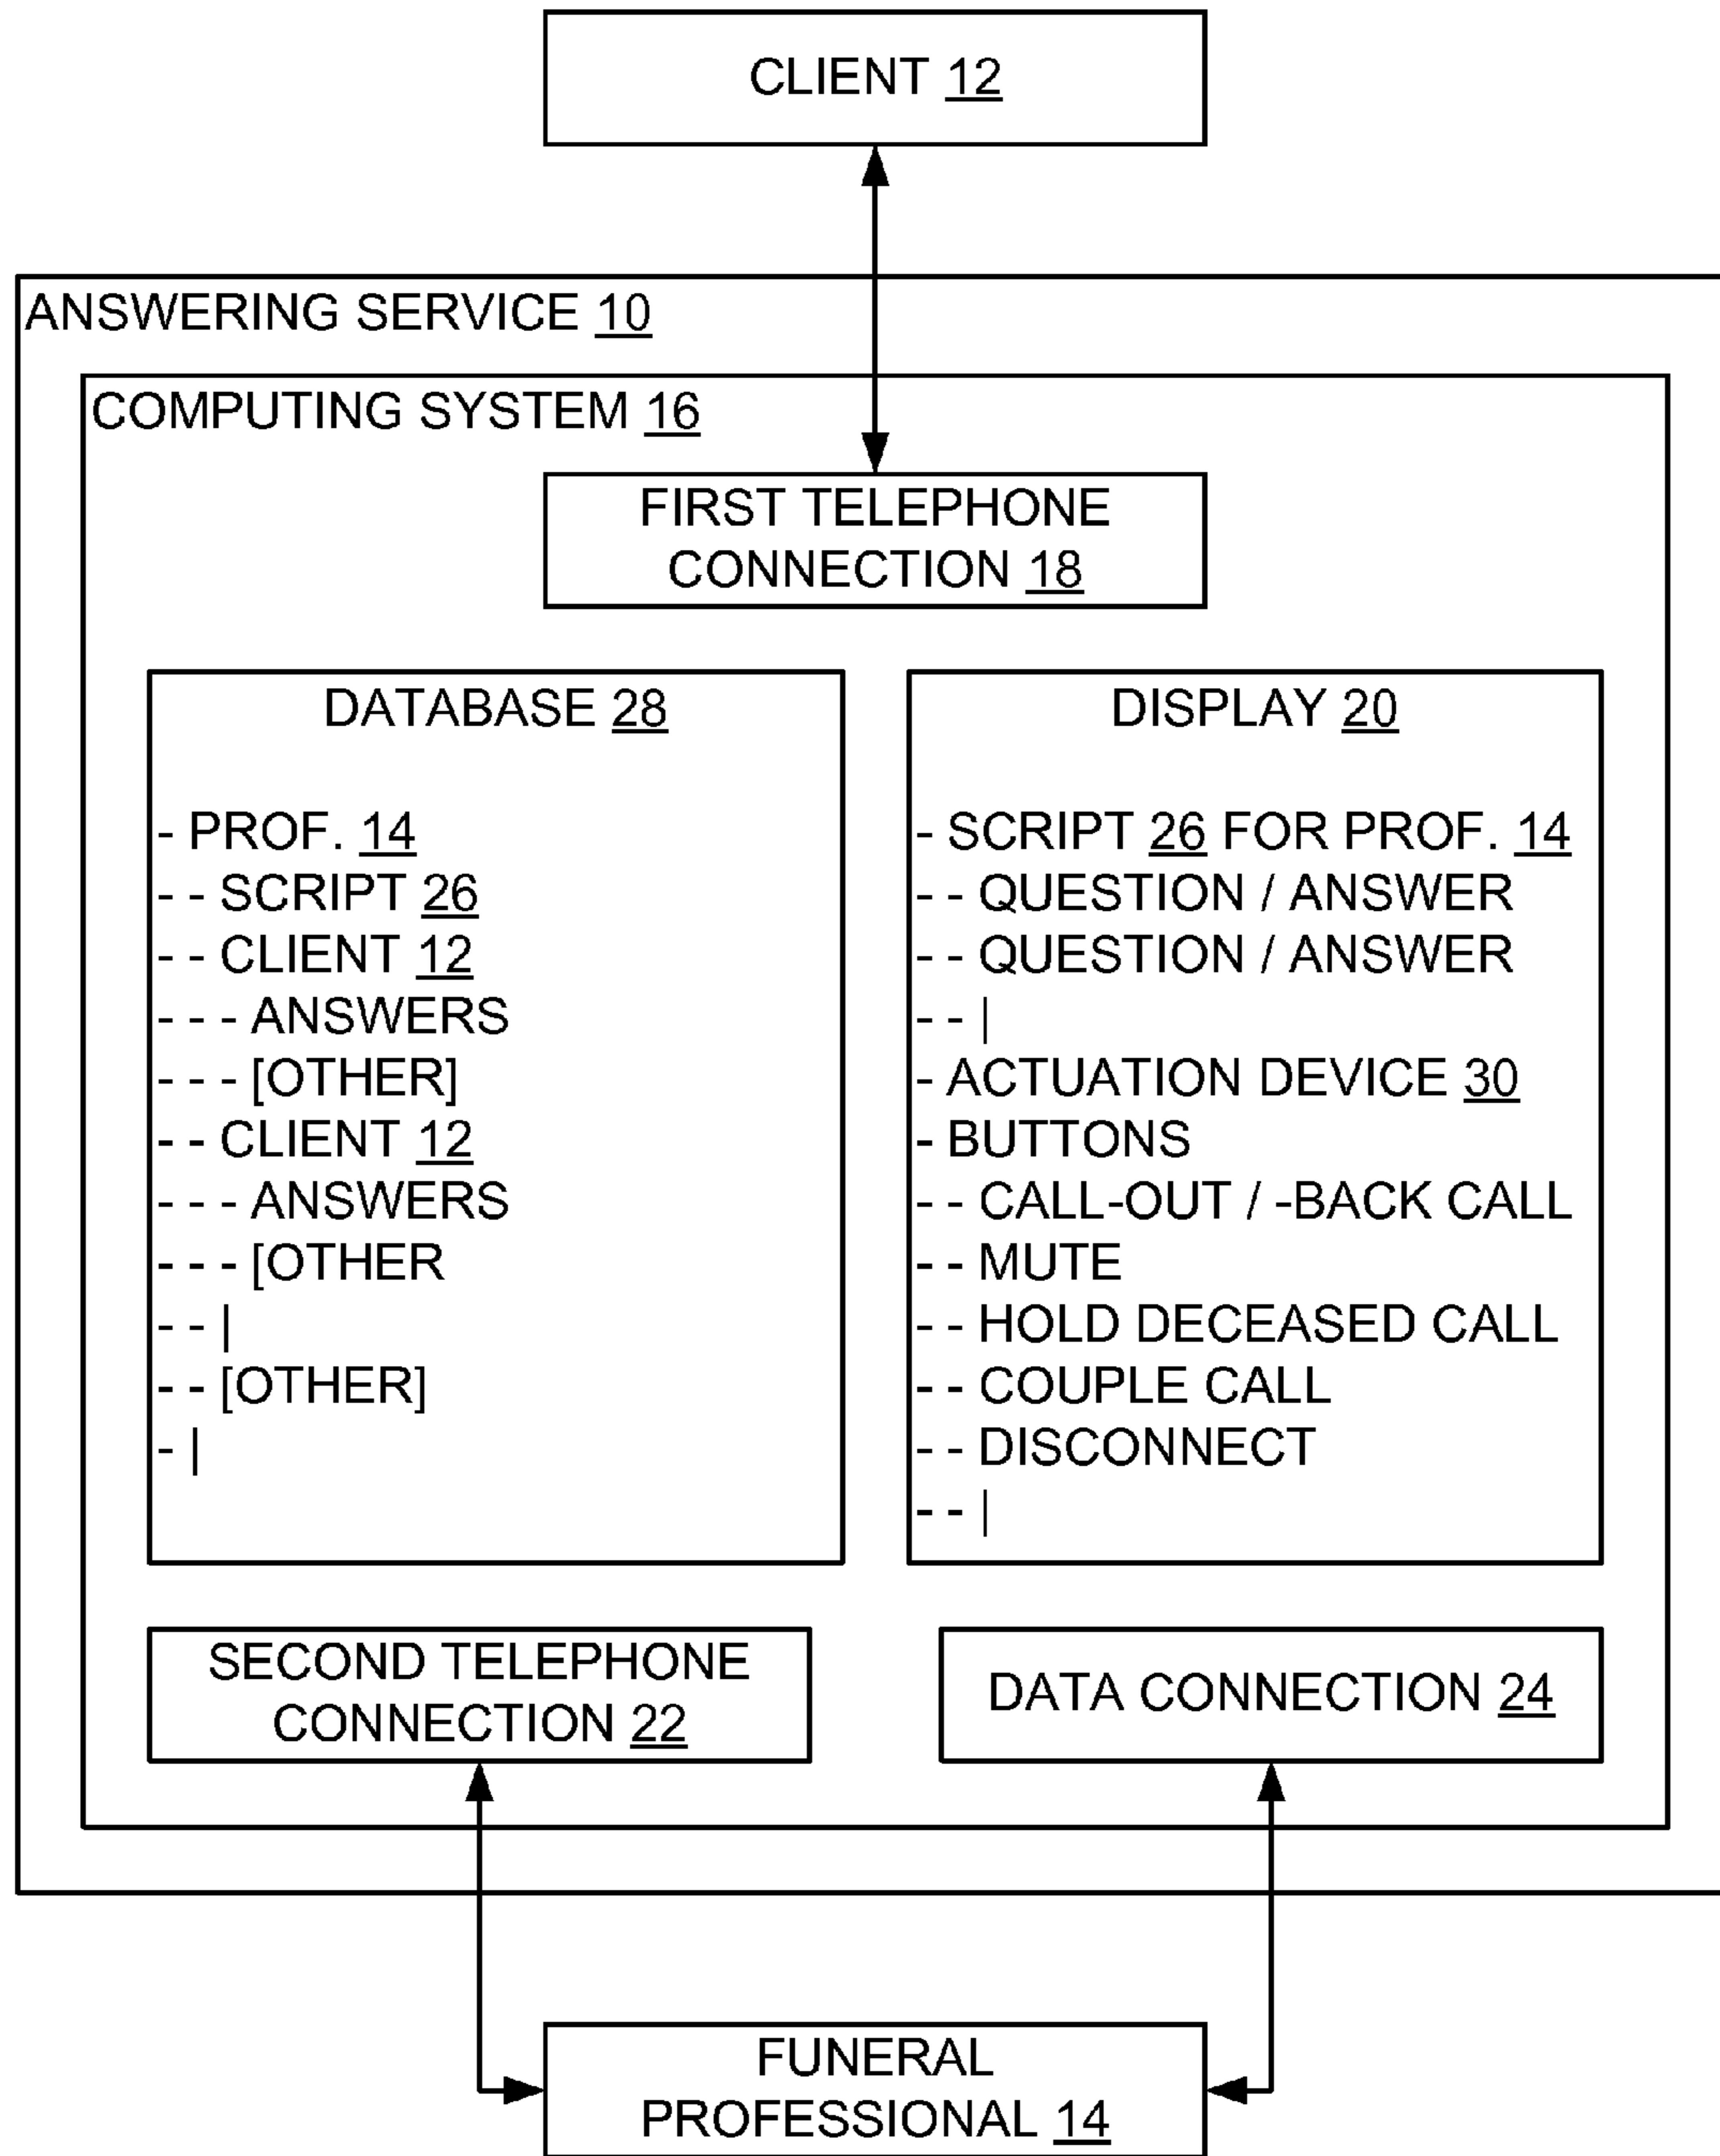 CLIENT 12
ANSWERING SERVICE 10
COMPUTING SYSTEM 16
FIRST TELEPHONE
CONNECTION 18
DATABASE 28
- PROF. 14
- - SCRIPT 26
- - CLIENT 12
- - - ANSWERS
- - - [OTHER]
- - CLIENT 12
- - - ANSWERS
- - - [OTHER
- - |
- - [OTHER]
- |
DISPLAY 20
- SCRIPT 26 FOR PROF. 14
- - QUESTION / ANSWER
- - QUESTION / ANSWER
- - |
- ACTUATION DEVICE 30
- BUTTONS
- - CALL-OUT / -BACK CALL
- - MUTE
- - HOLD DECEASED CALL
- - COUPLE CALL
- - DISCONNECT
- - |
SECOND TELEPHONE
CONNECTION 22
DATA CONNECTION 24
FUNERAL
PROFESSIONAL 14